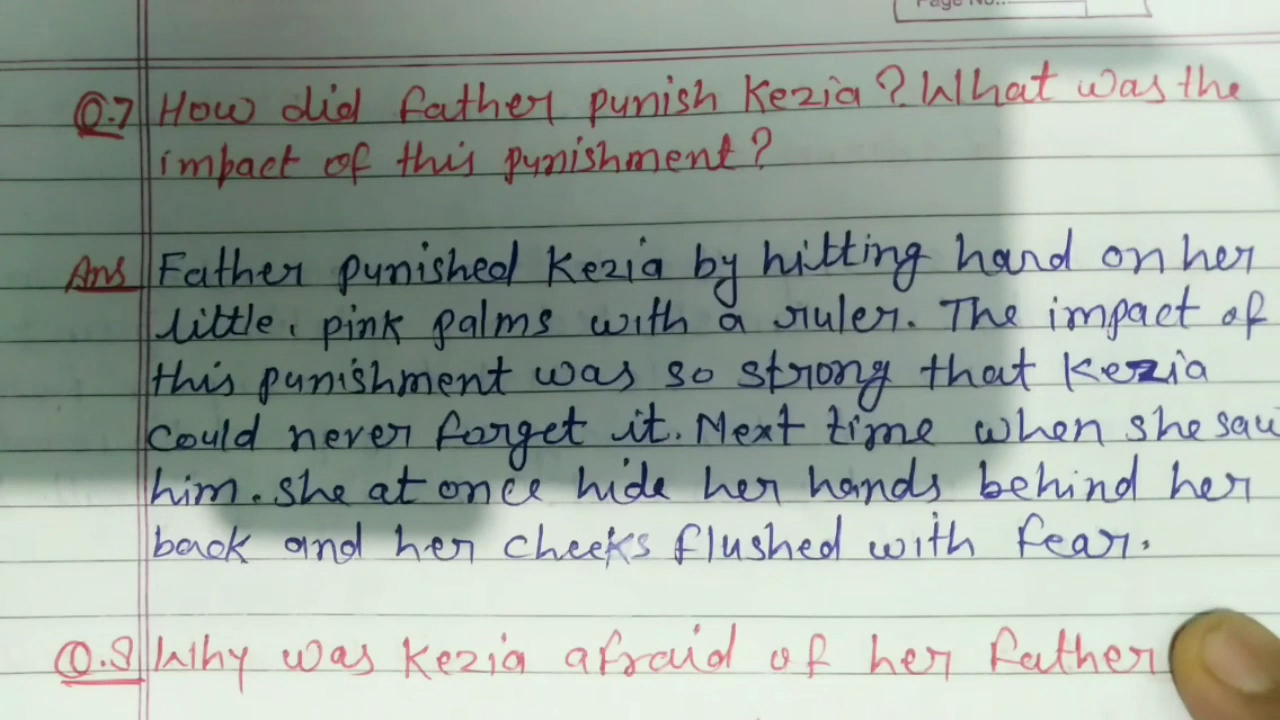 Page No..
Q.7 How did father punish Kezia? What was the
impact of this punishment?
Ans Father punished Kezia by hitting hard on her
little, pink palms with a ruler. The impact of
this punishment was so strong that Kezia
could never forget it. Next time when she saw
him. she at once hide her hands behind her
back and her cheeks flushed with fear.
Why was Kezia afraid of her father